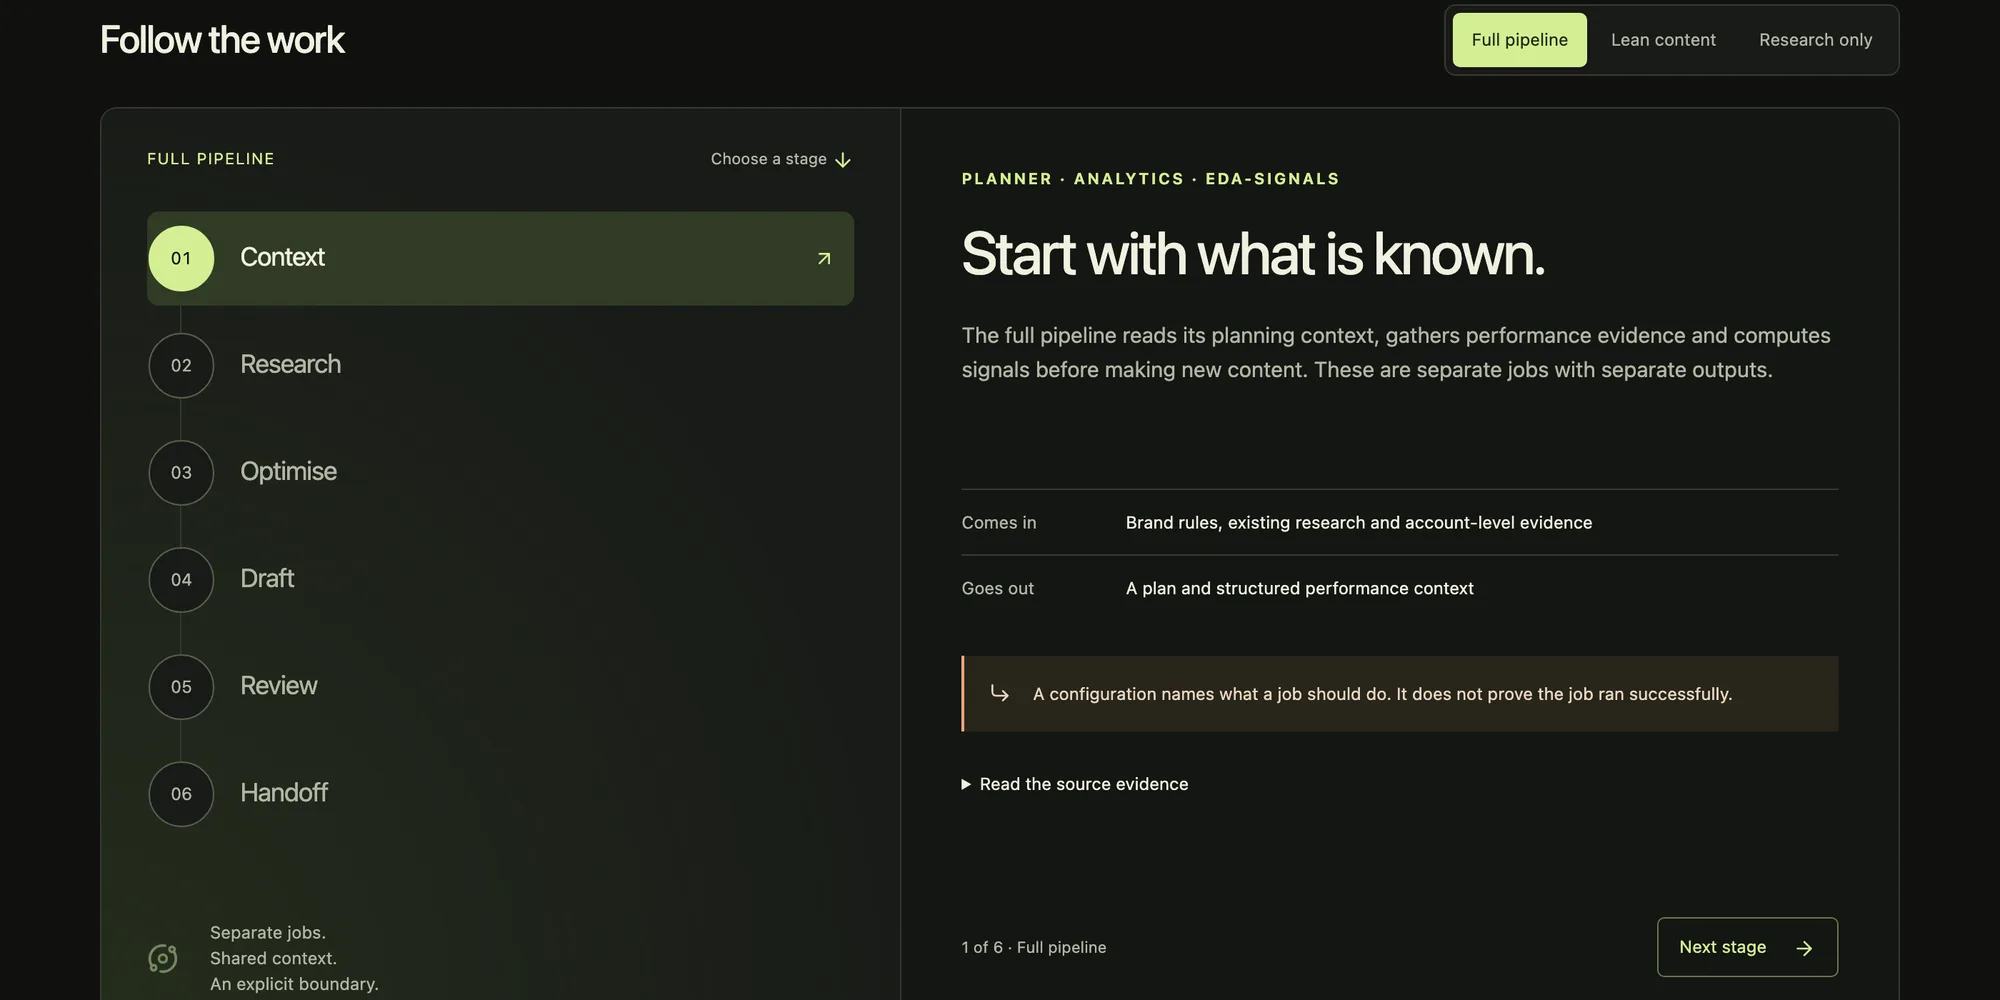 Follow the work
Full pipeline
Lean content
Research only
FULL PIPELINE
Choose a stage ↓
01
Context
02
Research
03
Optimise
04
Draft
05
Review
06
Handoff
Separate jobs.
Shared context.
An explicit boundary.
PLANNER · ANALYTICS · EDA-SIGNALS
Start with what is known.
The full pipeline reads its planning context, gathers performance evidence and computes
signals before making new content. These are separate jobs with separate outputs.
Comes in
Brand rules, existing research and account-level evidence
Goes out
A plan and structured performance context
A configuration names what a job should do. It does not prove the job ran successfully.
Read the source evidence
1 of 6 · Full pipeline
Next stage →